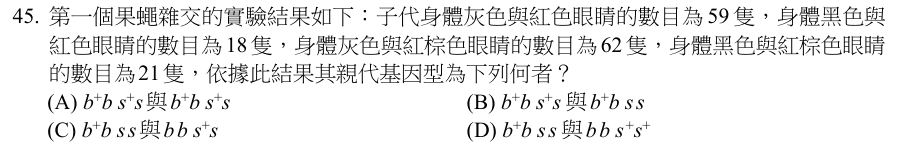 45. 第一個果蠅雜交的實驗結果如下：子代身體灰色與紅色眼睛的數目為 59 隻，身體黑色與
紅色眼睛的數目為 18 隻，身體灰色與紅棕色眼睛的數目為 62 隻，身體黑色與紅棕色眼睛
的數目為 21 隻，依據此結果其親代基因型為下列何者？
(A) b⁺b s⁺s 與 b⁺b s⁺s (B) b⁺b s⁺s 與 b⁺b s s
(C) b⁺b s s 與 b b s⁺s (D) b⁺b s s 與 b b s⁺s⁺